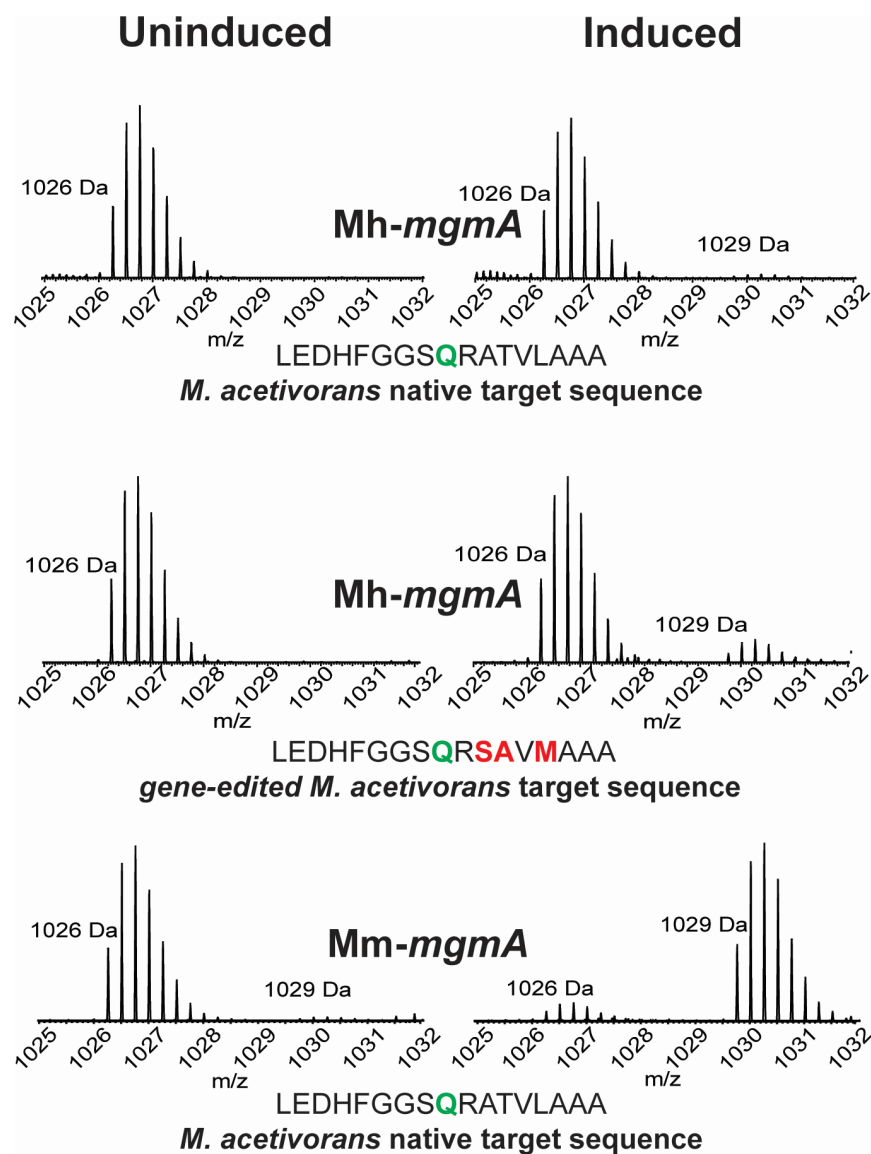 Uninduced Induced
1026 Da 1026 Da
Mh-mgmA
1029 Da
1025 1026 1027 1028 1029 1030 1031 1032 1025 1026 1027 1028 1029 1030 1031 1032
m/z m/z
LEDHFGGSQRATVLAAA
M. acetivorans native target sequence
1026 Da 1026 Da
Mh-mgmA
1029 Da
1025 1026 1027 1028 1029 1030 1031 1032 1025 1026 1027 1028 1029 1030 1031 1032
m/z m/z
LEDHFGGSQRSAVMAAA
gene-edited M. acetivorans target sequence
1026 Da 1029 Da
Mm-mgmA
1029 Da 1026 Da
1025 1026 1027 1028 1029 1030 1031 1032 1025 1026 1027 1028 1029 1030 1031 1032
m/z m/z
LEDHFGGSQRATVLAAA
M. acetivorans native target sequence